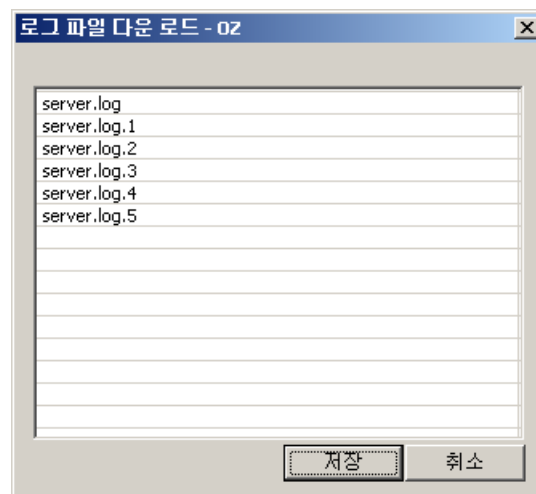 로그 파일 다운 로드 - OZ
server.log
server.log.1
server.log.2
server.log.3
server.log.4
server.log.5
저장
취소